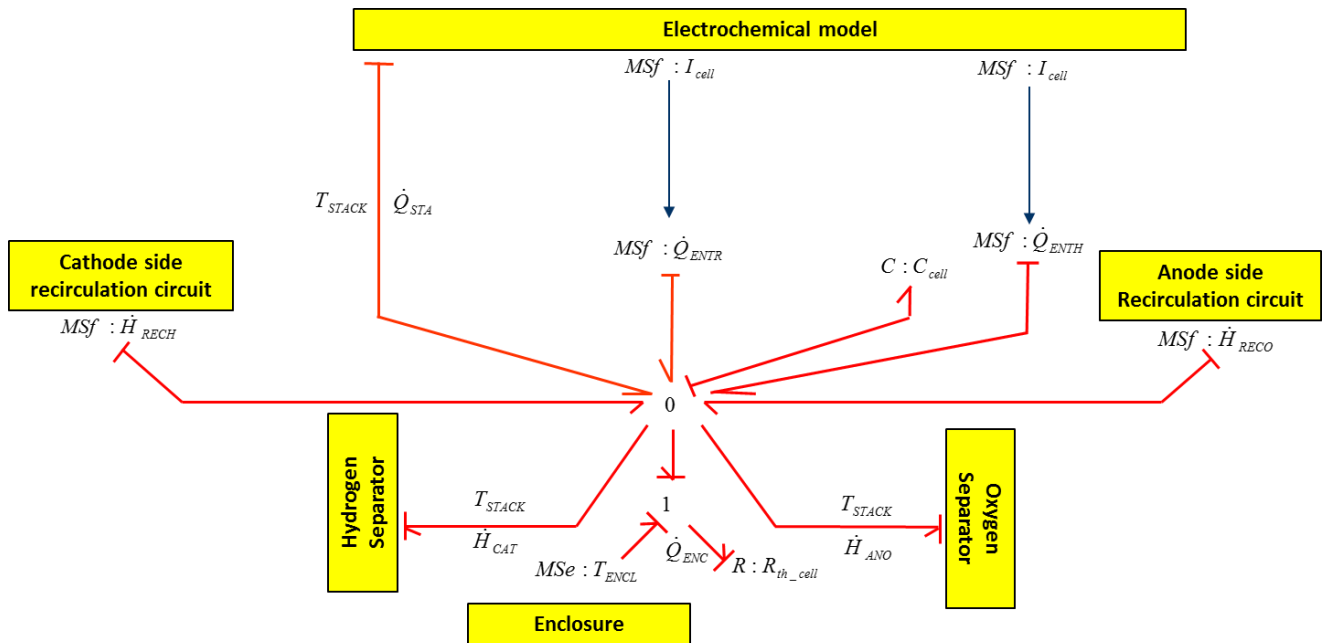 Electrochemical model
MSf : I_cell
MSf : I_cell
T_STACK
Q̇_STA
MSf : Q̇_ENTR
MSf : Q̇_ENTH
C : C_cell
Cathode side
recirculation circuit
MSf : Ḣ_RECH
Anode side
Recirculation circuit
MSf : Ḣ_RECO
0
Hydrogen
Separator
T_STACK
Ḣ_CAT
1
Q̇_ENC
MSe : T_ENCL
R : R_th_cell
T_STACK
Ḣ_ANO
Oxygen
Separator
Enclosure